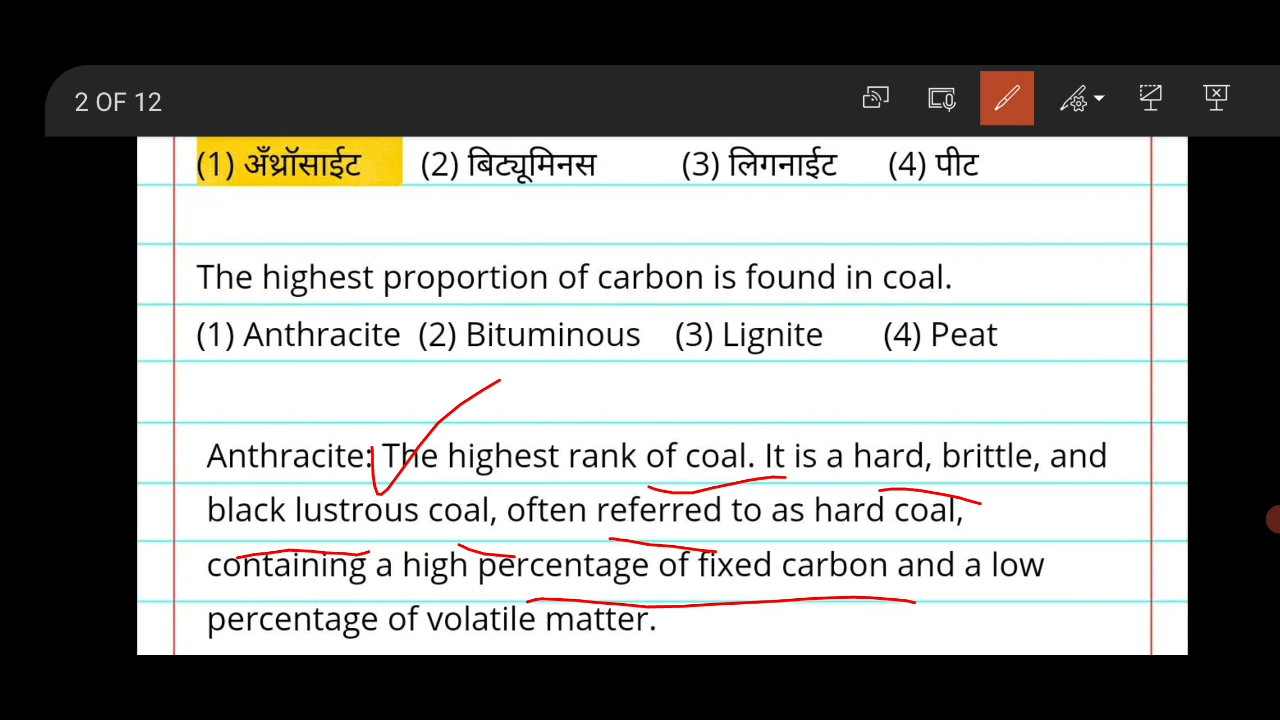 2 OF 12
(1) अँथ्रॉसाईट (2) बिट्यूमिनस (3) लिगनाईट (4) पीट
The highest proportion of carbon is found in coal.
(1) Anthracite (2) Bituminous (3) Lignite (4) Peat
Anthracite: The highest rank of coal. It is a hard, brittle, and
black lustrous coal, often referred to as hard coal,
containing a high percentage of fixed carbon and a low
percentage of volatile matter.